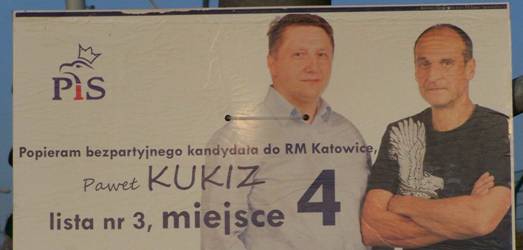 PiS
Popieram bezpartyjnego kandydata do RM Katowice,
Paweł KUKIZ
lista nr 3, miejsce 4